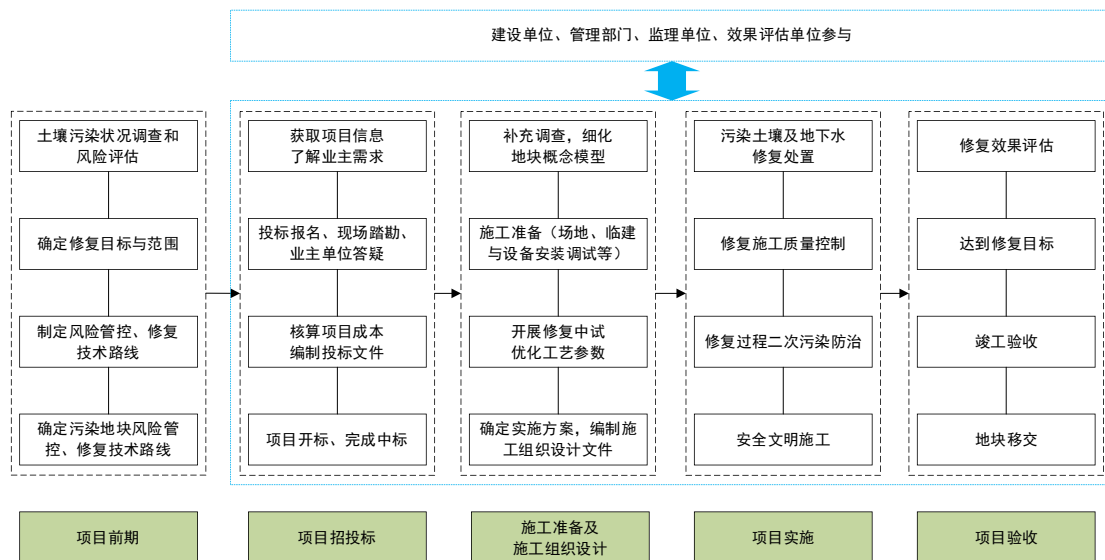 建设单位、管理部门、监理单位、效果评估单位参与
土壤污染状况调查和
风险评估
确定修复目标与范围
制定风险管控、修复
技术路线
确定污染地块风险管
控、修复技术路线
获取项目信息
了解业主需求
投标报名、现场踏勘、
业主单位答疑
核算项目成本
编制投标文件
项目开标、完成中标
补充调查，细化
地块概念模型
施工准备（场地、临建
与设备安装调试等）
开展修复中试
优化工艺参数
确定实施方案，编制施
工组织设计文件
污染土壤及地下水
修复处置
修复施工质量控制
修复过程二次污染防治
安全文明施工
修复效果评估
达到修复目标
竣工验收
地块移交
项目前期
项目招投标
施工准备及
施工组织设计
项目实施
项目验收